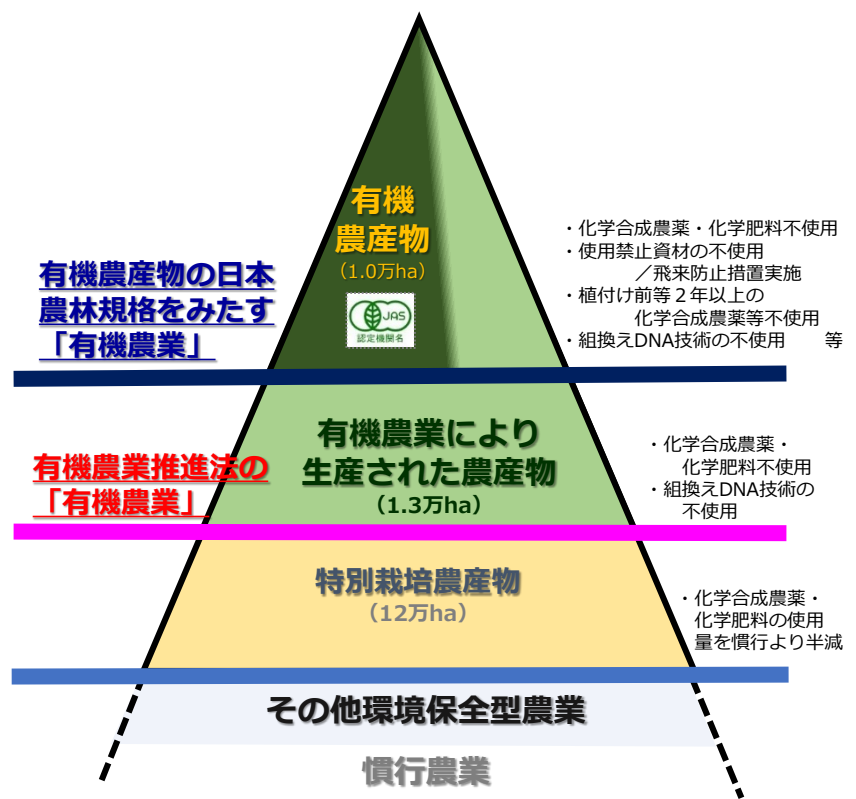 有機
農産物
（1.0万ha）
JAS
認定機関名
有機農産物の日本
農林規格をみたす
「有機農業」
・化学合成農薬・化学肥料不使用
・使用禁止資材の不使用
／飛来防止措置実施
・植付け前等２年以上の
化学合成農薬等不使用
・組換えDNA技術の不使用　等
有機農業により
生産された農産物
（1.3万ha）
有機農業推進法の
「有機農業」
・化学合成農薬・
化学肥料不使用
・組換えDNA技術の
不使用
特別栽培農産物
（12万ha）
・化学合成農薬・
化学肥料の使用
量を慣行より半減
その他環境保全型農業
慣行農業